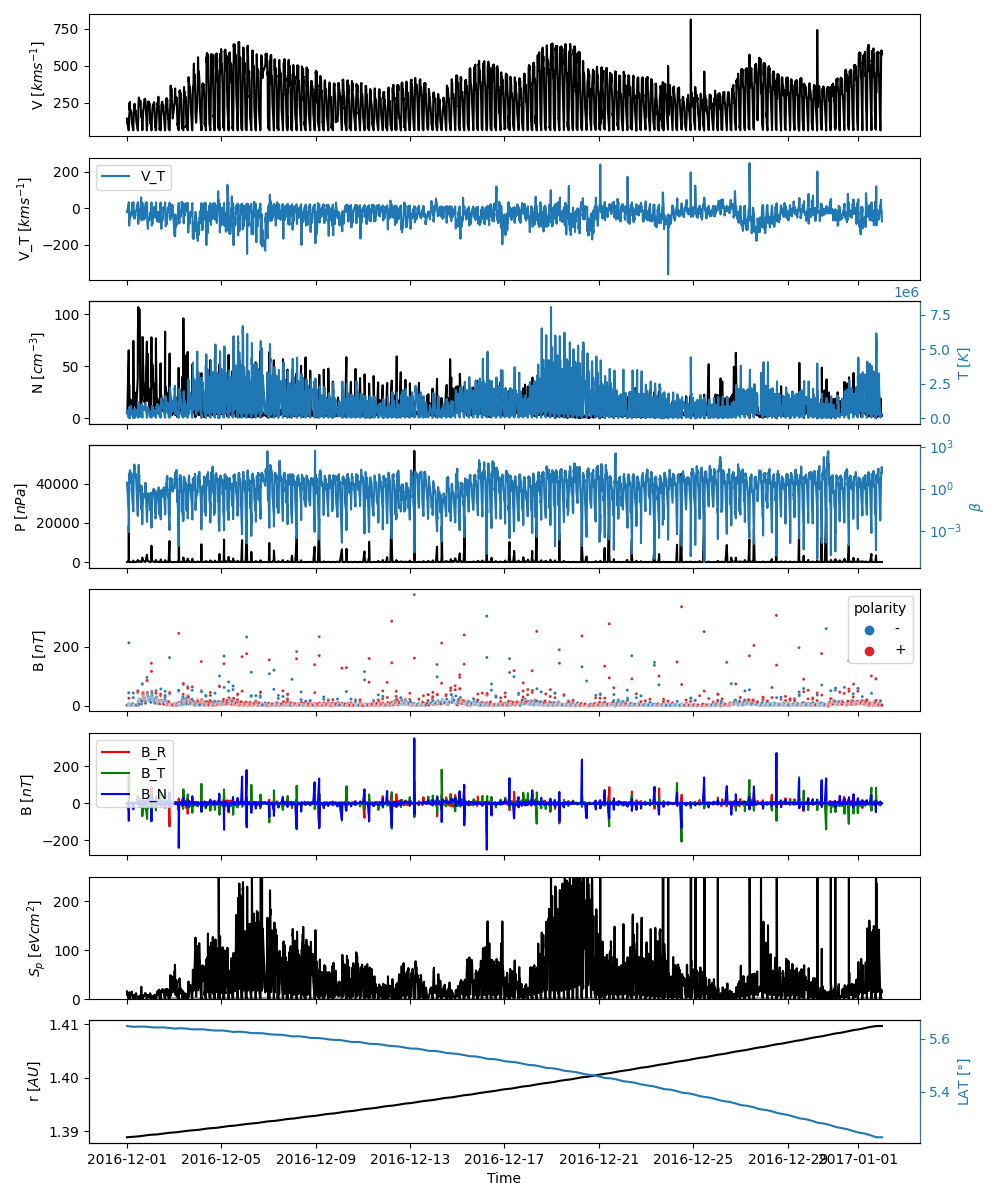 750
500
250
V [kms⁻¹]
200
0
−200
V_T [kms⁻¹]
V_T
100
50
0
N [cm⁻³]
1e6
7.5
5.0
2.5
0.0
T [K]
40000
20000
0
P [nPa]
10³
10⁰
10⁻³
β
200
0
B [nT]
polarity
-
+
200
0
−200
B [nT]
B_R
B_T
B_N
200
100
0
S_p [eVcm²]
1.41
1.40
1.39
r [AU]
5.6
5.4
LAT [°]
2016-12-01 2016-12-05 2016-12-09 2016-12-13 2016-12-17 2016-12-21 2016-12-25 2016-12-29 2017-01-01
Time